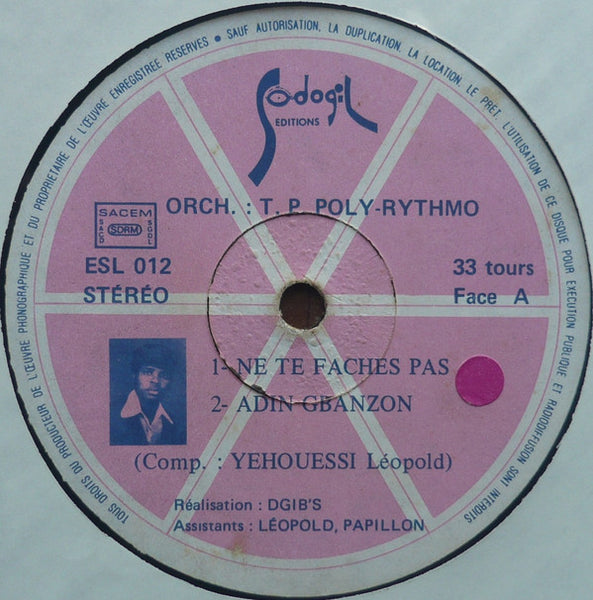 Sodogil
EDITIONS
ORCH. : T. P. POLY-RYTHMO
SACEM
SACD
SDRM
SGDL
ESL 012
STÉRÉO
33 tours
Face A
1- NE TE FACHES PAS
2- ADIN GBANZON
(Comp. : YEHOUESSI Léopold)
Réalisation : DGIB'S
Assistants : LÉOPOLD, PAPILLON
TOUS DROITS DU PRODUCTEUR DE L'ŒUVRE PHONOGRAPHIQUE ET DU PROPRIETAIRE DE L'ŒUVRE ENREGISTREE RESERVES • SAUF AUTORISATION, LA DUPLICATION, LA LOCATION, LE PRÊT, L'UTILISATION DE CE DISQUE POUR EXECUTION PUBLIQUE ET RADIODIFFUSION SONT INTERDITS